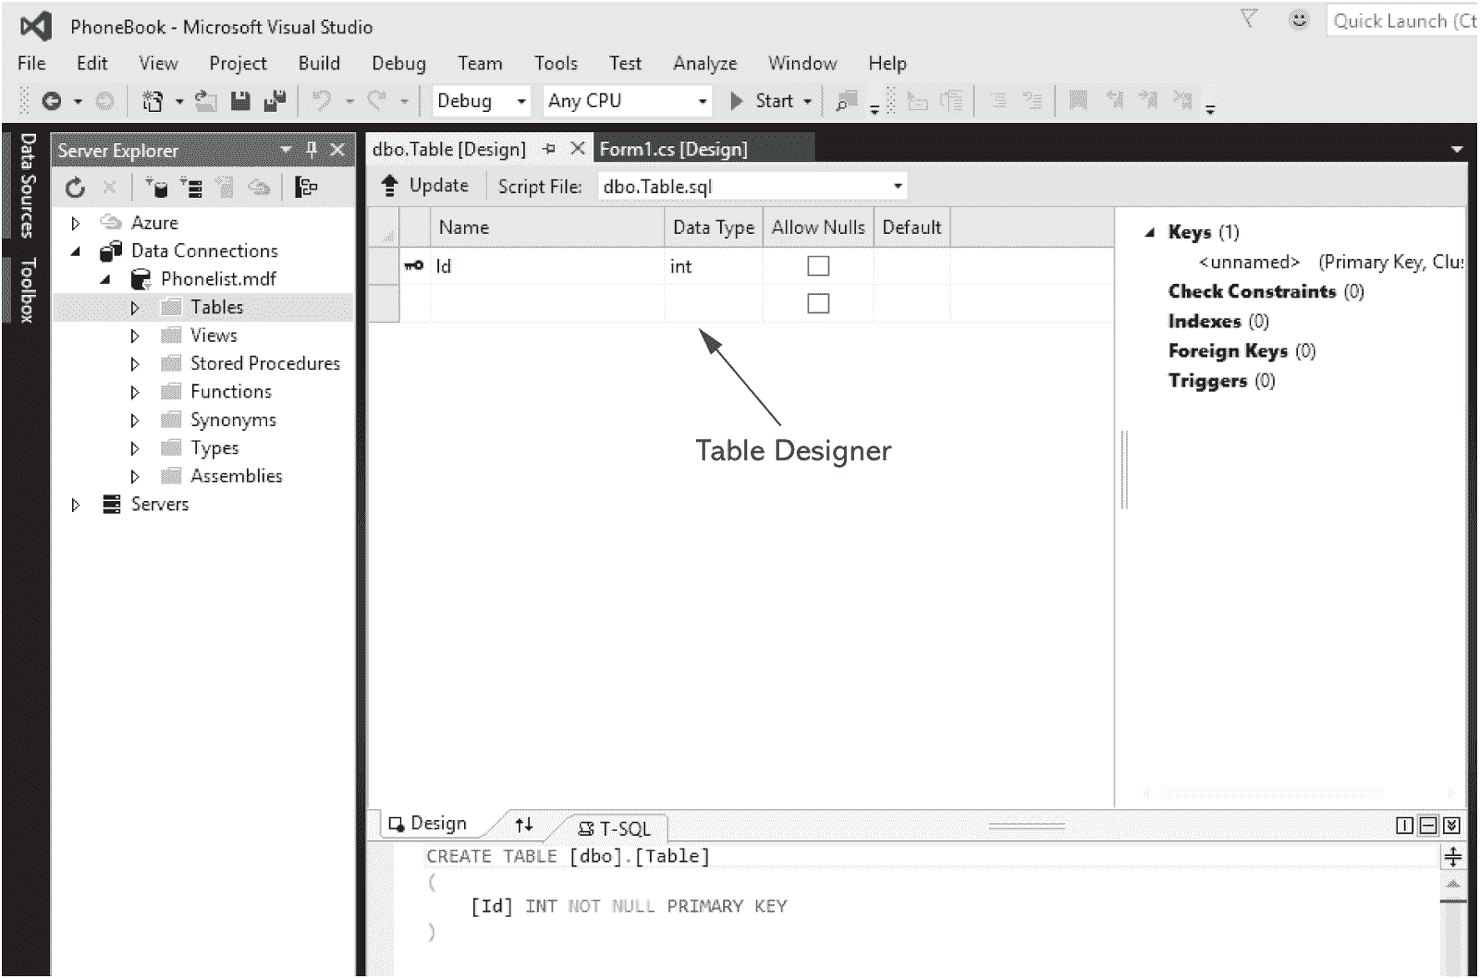 PhoneBook - Microsoft Visual Studio
Quick Launch (Ct
File Edit View Project Build Debug Team Tools Test Analyze Window Help
Debug Any CPU Start
Data Sources
Toolbox
Server Explorer
Azure
Data Connections
Phonelist.mdf
Tables
Views
Stored Procedures
Functions
Synonyms
Types
Assemblies
Servers
dbo.Table [Design] Form1.cs [Design]
Update Script File: dbo.Table.sql
Name Data Type Allow Nulls Default
Id int
Table Designer
Keys (1)
<unnamed> (Primary Key, Clu
Check Constraints (0)
Indexes (0)
Foreign Keys (0)
Triggers (0)
Design T-SQL
CREATE TABLE [dbo].[Table]
(
[Id] INT NOT NULL PRIMARY KEY
)